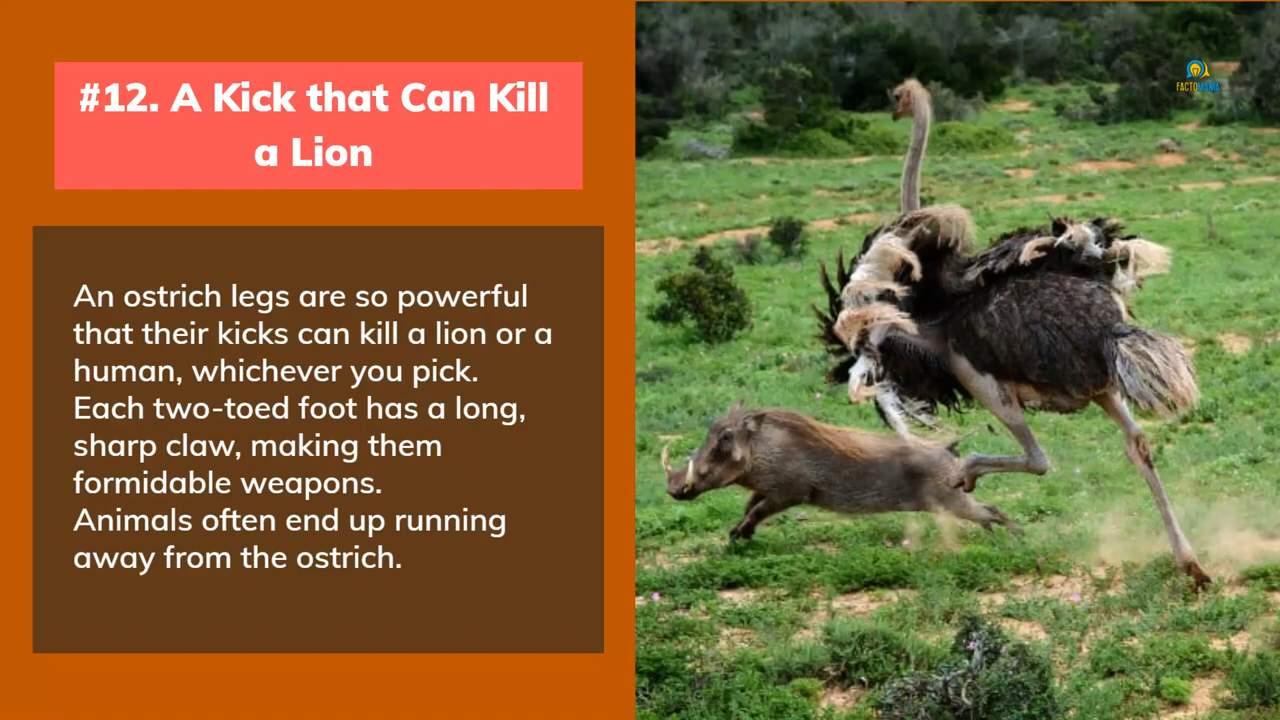 #12. A Kick that Can Kill
a Lion
FACTOMANIA
An ostrich legs are so powerful
that their kicks can kill a lion or a
human, whichever you pick.
Each two-toed foot has a long,
sharp claw, making them
formidable weapons.
Animals often end up running
away from the ostrich.